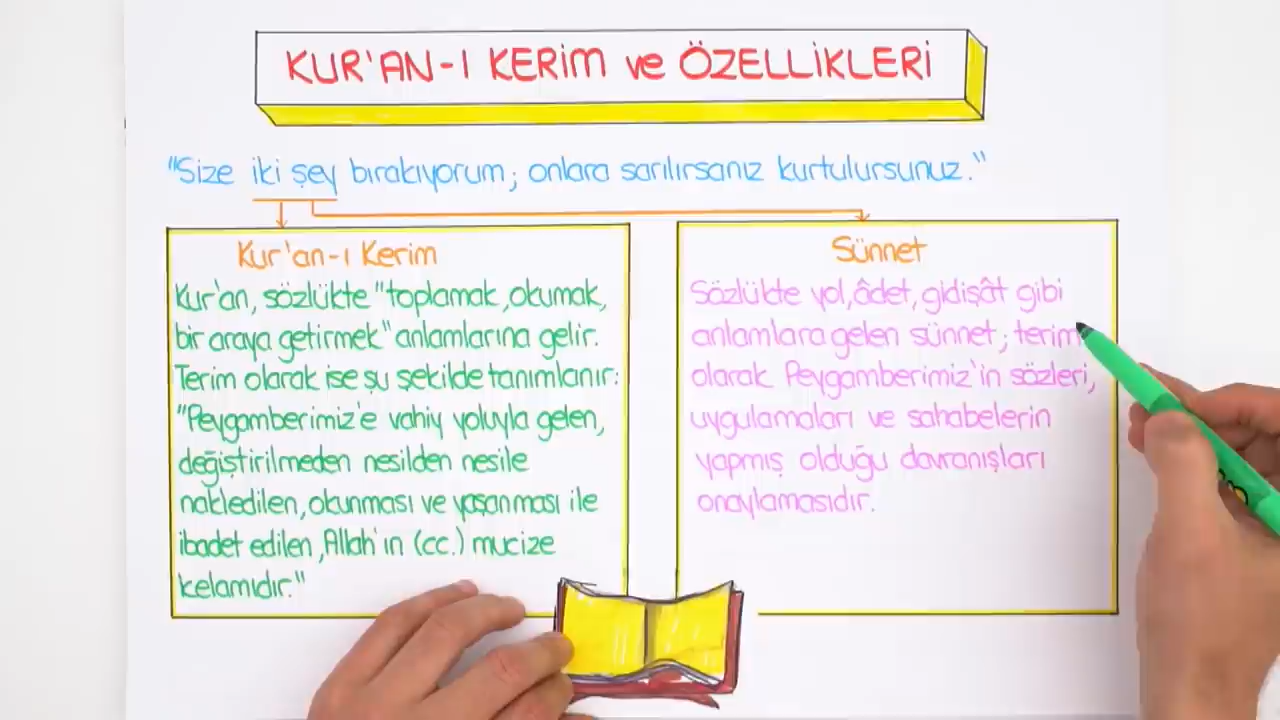 KUR'AN-I KERİM ve ÖZELLİKLERİ
"Size iki şey bırakıyorum; onlara sarılırsanız kurtulursunuz."
Kur'an-ı Kerim
Kur'an, sözlükte "toplamak, okumak,
bir araya getirmek" anlamlarına gelir.
Terim olarak ise şu şekilde tanımlanır:
"Peygamberimiz'e vahiy yoluyla gelen,
değiştirilmeden nesilden nesile
nakledilen, okunması ve yaşanması ile
ibadet edilen, Allah'ın (cc.) mucize
kelamıdır."
Sünnet
Sözlükte yol, âdet, gidişât gibi
anlamlara gelen sünnet; terim
olarak Peygamberimiz'in sözleri,
uygulamaları ve sahabelerin
yapmış olduğu davranışları
onaylamasıdır.